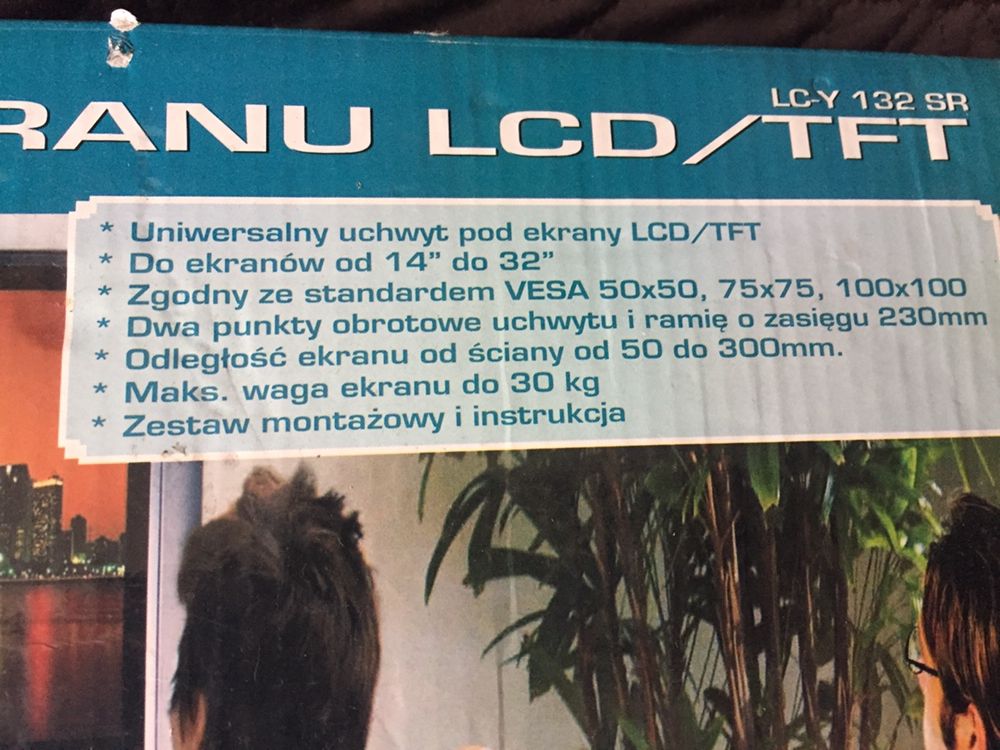 LC-Y 132 SR
RANU LCD/TFT
* Uniwersalny uchwyt pod ekrany LCD/TFT
* Do ekranów od 14” do 32”
* Zgodny ze standardem VESA 50x50, 75x75, 100x100
* Dwa punkty obrotowe uchwytu i ramię o zasięgu 230mm
* Odległość ekranu od ściany od 50 do 300mm.
* Maks. waga ekranu do 30 kg
* Zestaw montażowy i instrukcja